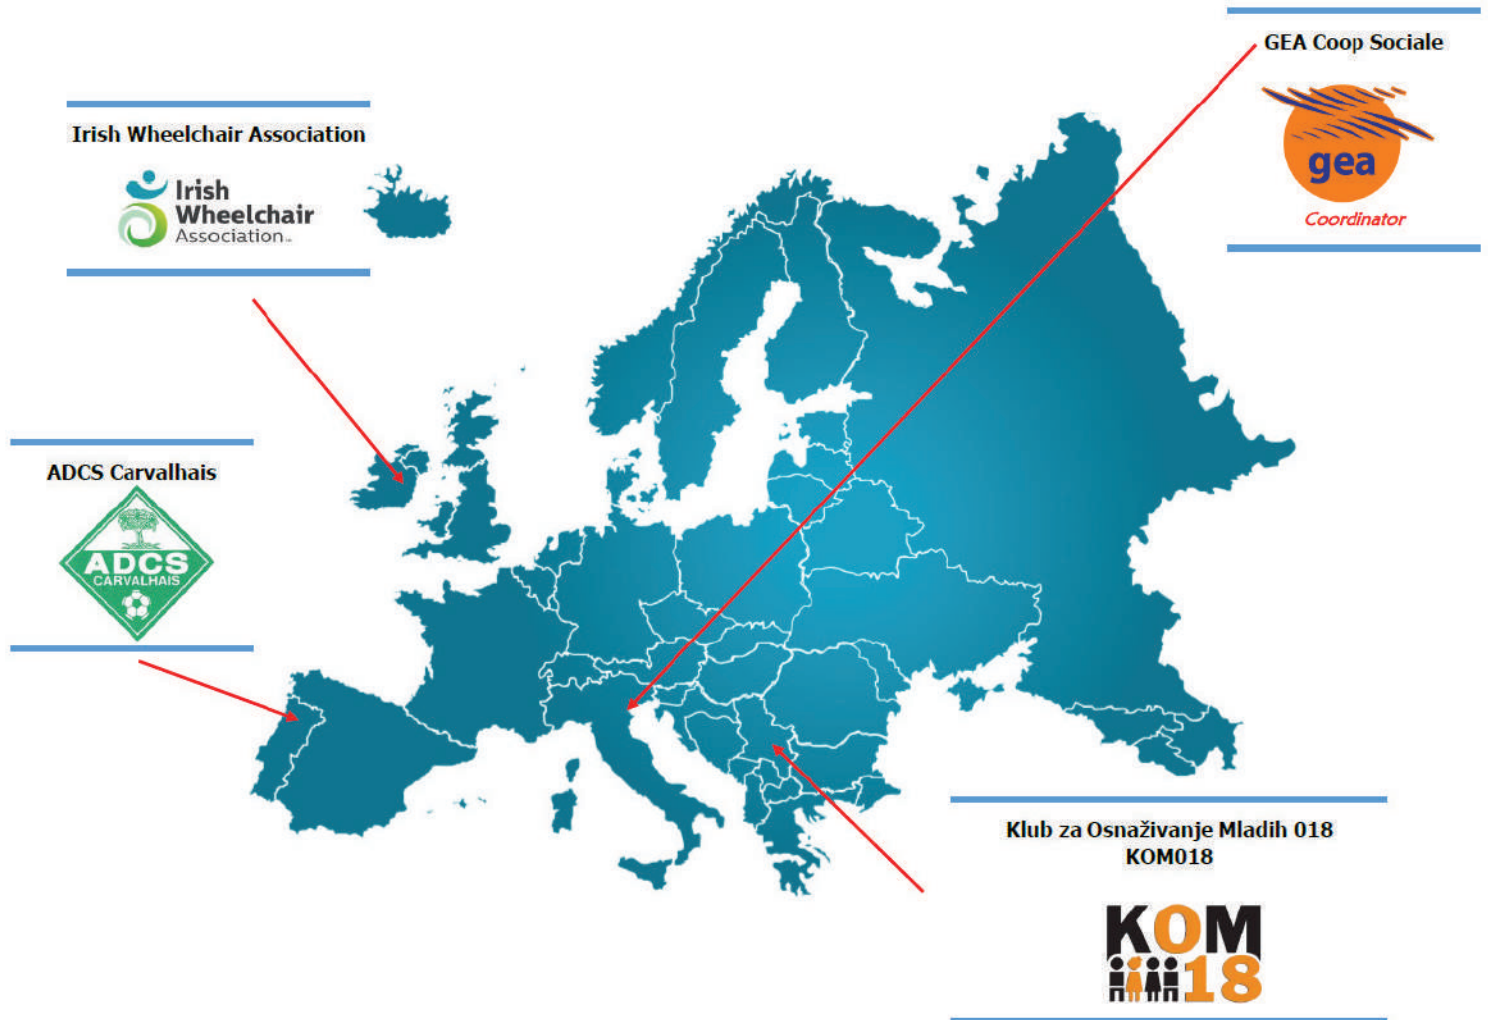 GEA Coop Sociale
gea
Coordinator
Irish Wheelchair Association
Irish
Wheelchair
Association
ADCS Carvalhais
ADCS
CARVALHAIS
Klub za Osnaživanje Mladih 018
KOM018
KOM
18